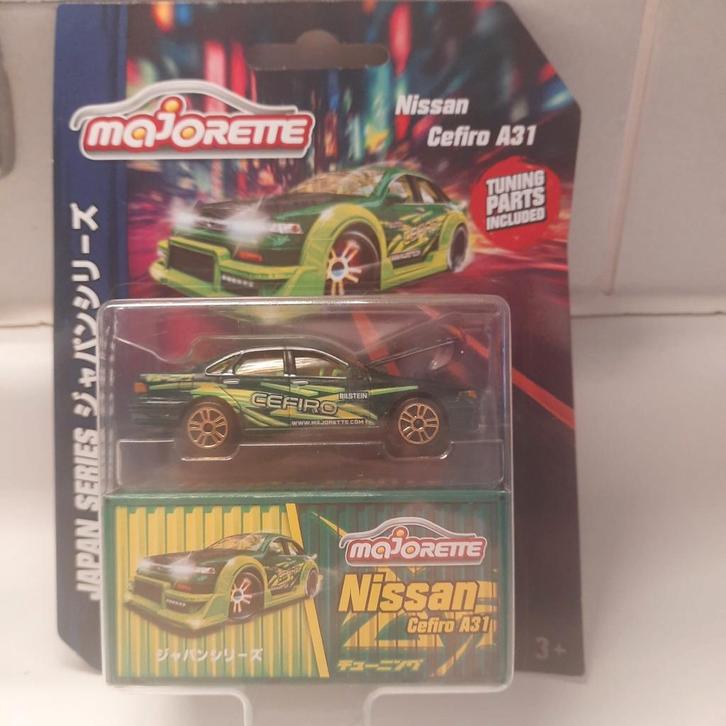 MAJORETTE
Nissan
Cefiro A31
TUNING
PARTS
INCLUDED
JAPAN SERIES ジャパンシリーズ
CEFIRO
BILSTEIN
WWW.MAJORETTE.COM
MAJORETTE
Nissan
Cefiro A31
ジャパンシリーズ
チューニング
3+